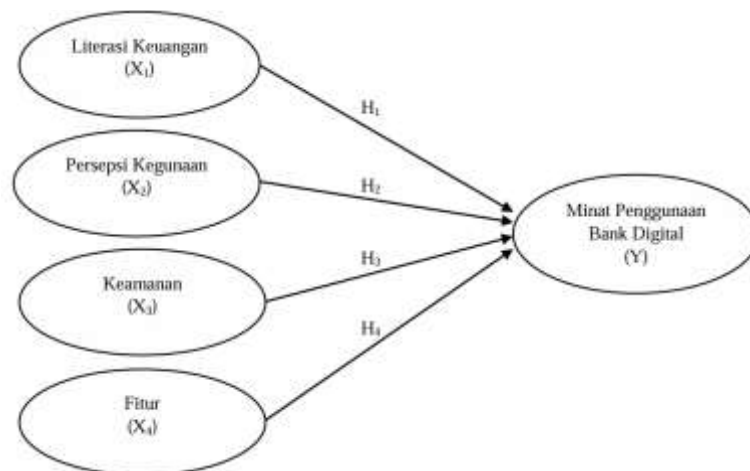 Literasi Keuangan
(X₁)
H₁
Persepsi Kegunaan
(X₂)
H₂
Minat Penggunaan
Bank Digital
(Y)
Keamanan
(X₃)
H₃
H₄
Fitur
(X₄)